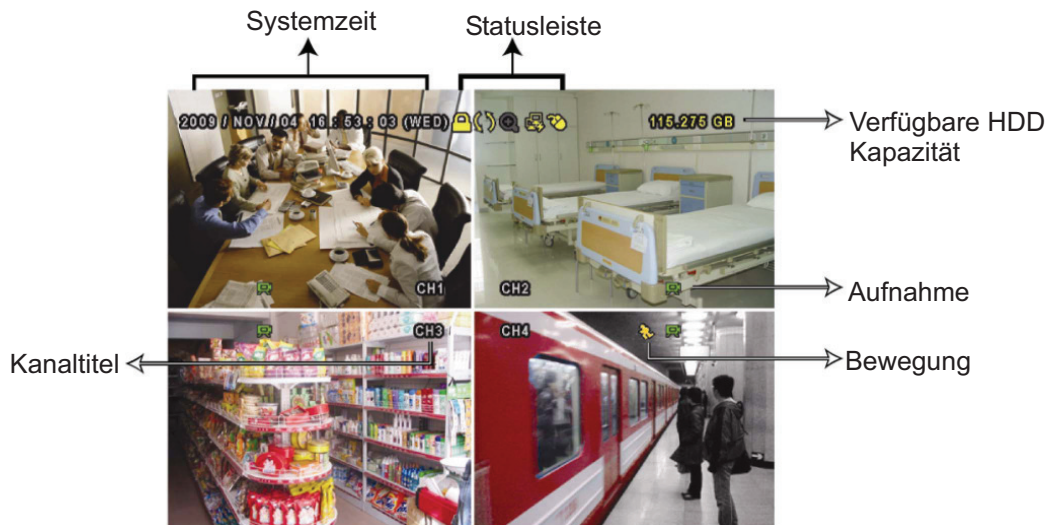 Systemzeit
Statusleiste
2009 / NOV / 04 16 : 53 : 03 (WED)
115.275 GB
Verfügbare HDD
Kapazität
CH1
CH2
Aufnahme
CH3
CH4
Kanaltitel
Bewegung